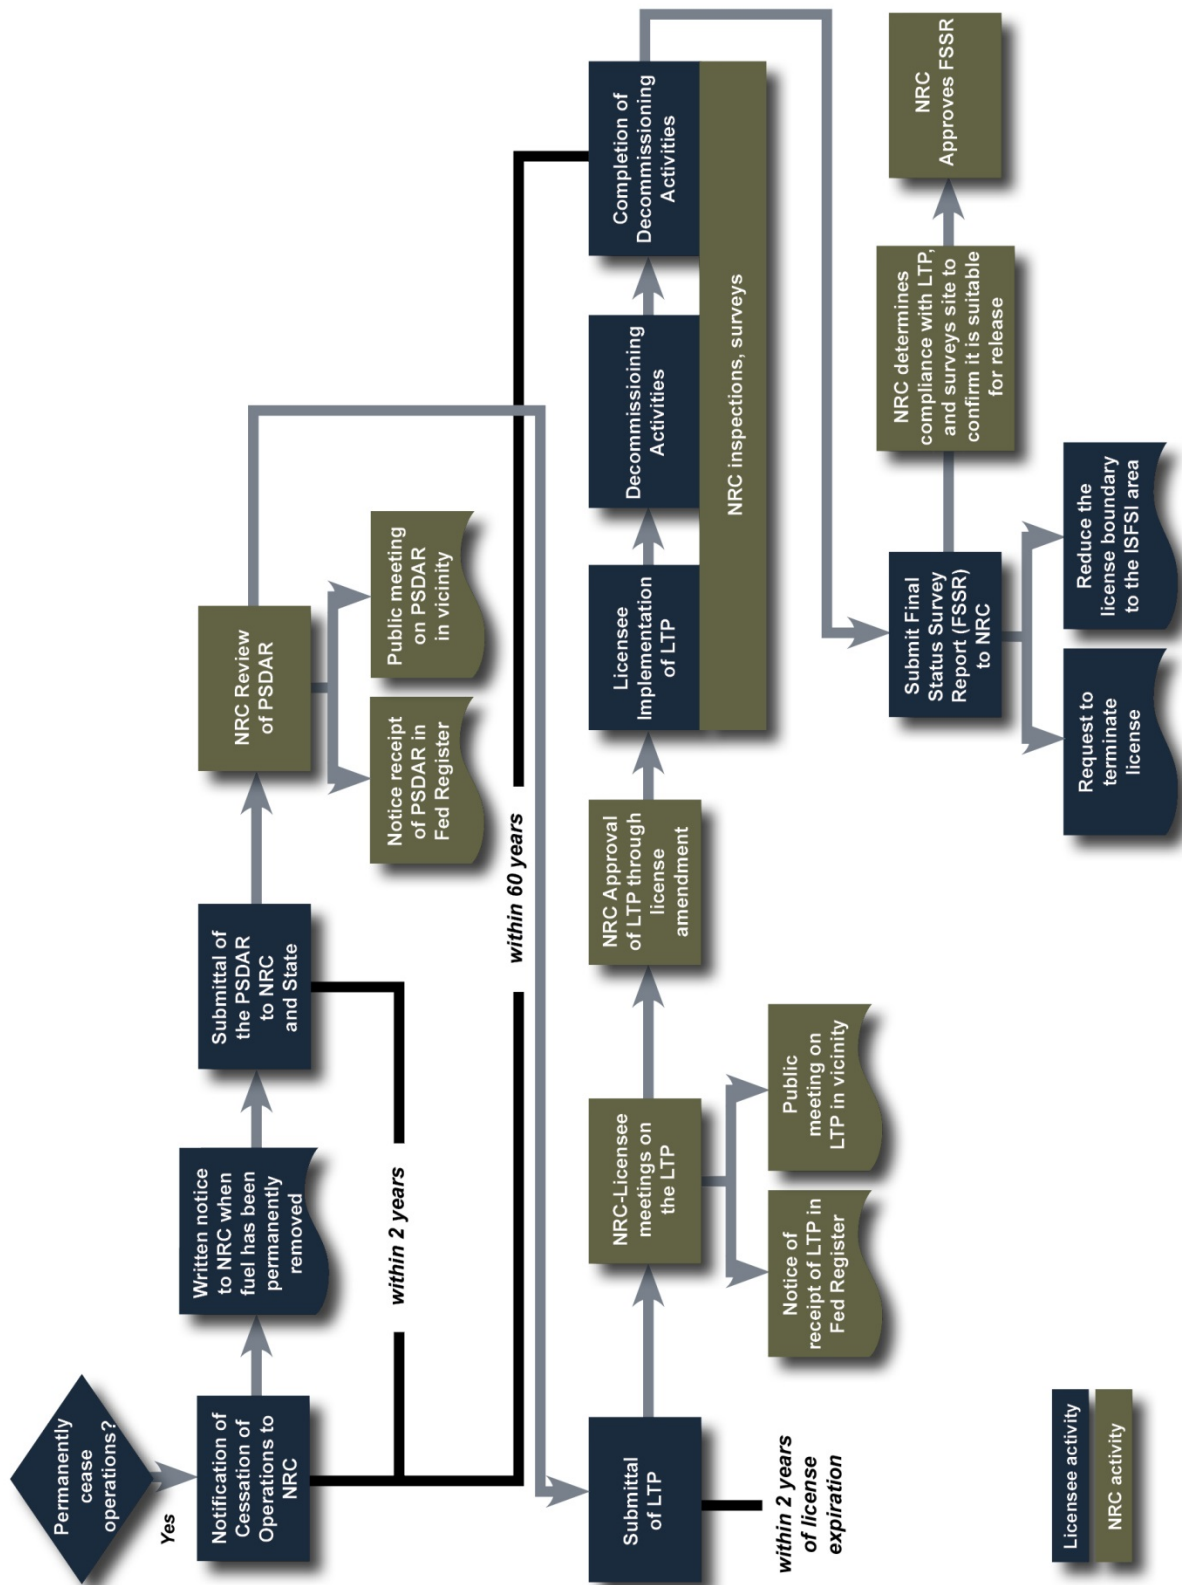 Permanently
cease
operations?
Yes
Notification of
Cessation of
Operations to
NRC
Written notice
to NRC when
fuel has been
permanently
removed
Submittal of
the PSDAR
to NRC
and State
NRC Review
of PSDAR
Notice receipt
of PSDAR in
Fed Register
Public meeting
on PSDAR
in vicinity
within 2 years
within 60 years
Submittal
of LTP
within 2 years
of license
expiration
NRC-Licensee
meetings on
the LTP
Notice of
receipt of LTP in
Fed Register
Public
meeting on
LTP in vicinity
NRC Approval
of LTP through
license
amendment
Licensee
Implementation
of LTP
Decommissioining
Activities
Completion of
Decommissioning
Activities
NRC inspections, surveys
Submit Final
Status Survey
Report (FSSR)
to NRC
Request to
terminate
license
Reduce the
license boundary
to the ISFSI area
NRC determines
compliance with LTP,
and surveys site to
confirm it is suitable
for release
NRC
Approves FSSR
Licensee activity
NRC activity